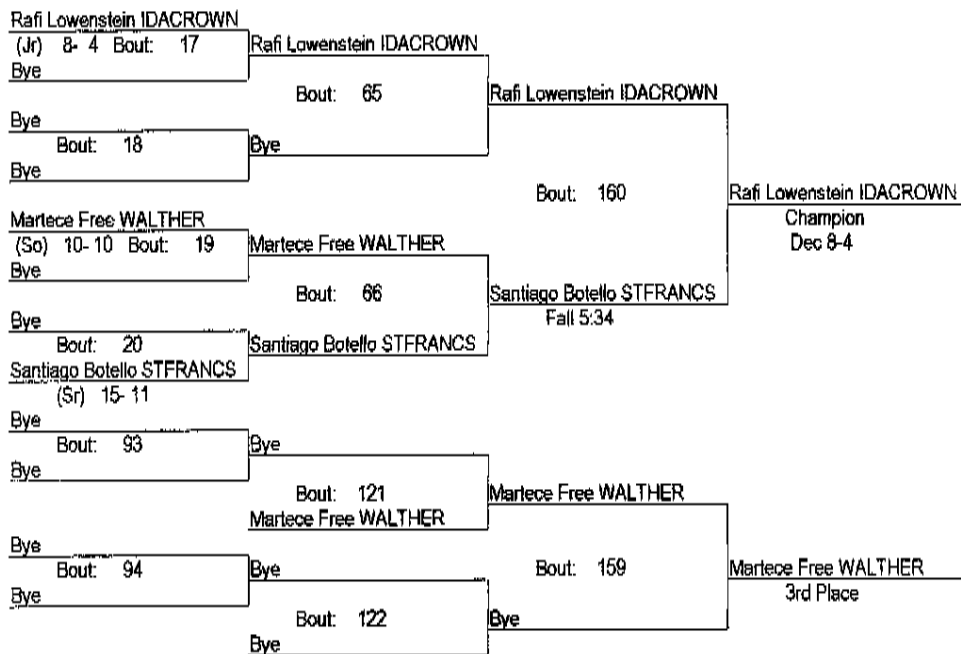 Rafi Lowenstein IDACROWN
(Jr) 8- 4 Bout: 17
Bye
Rafi Lowenstein IDACROWN
Bout: 65
Rafi Lowenstein IDACROWN
Bye
Bout: 18
Bye
Bye
Bout: 160
Rafi Lowenstein IDACROWN
Champion
Dec 8-4
Martece Free WALTHER
(So) 10- 10 Bout: 19
Bye
Martece Free WALTHER
Bout: 66
Santiago Botello STFRANCS
Fall 5:34
Bye
Bout: 20
Santiago Botello STFRANCS
(Sr) 15- 11
Santiago Botello STFRANCS
Bye
Bout: 93
Bye
Bye
Bout: 121
Martece Free WALTHER
Martece Free WALTHER
Bye
Bout: 94
Bye
Bye
Bout: 122
Bye
Bout: 159
Bye
Martece Free WALTHER
3rd Place